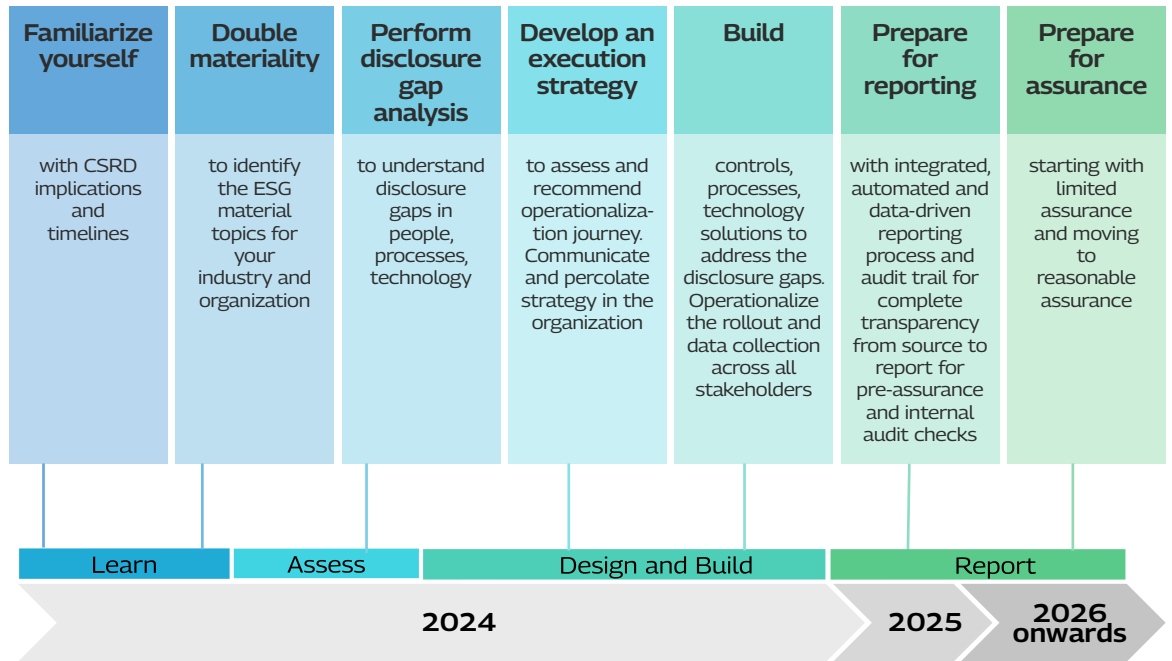 Familiarize
yourself
with CSRD
implications
and
timelines
Double
materiality
to identify
the ESG
material
topics for
your
industry and
organization
Perform
disclosure
gap
analysis
to understand
disclosure
gaps in
people,
processes,
technology
Develop an
execution
strategy
to assess and
recommend
operationaliza-
tion journey.
Communicate
and percolate
strategy in the
organization
Build
controls,
processes,
technology
solutions to
address the
disclosure gaps.
Operationalize
the rollout and
data collection
across all
stakeholders
Prepare
for
reporting
with integrated,
automated and
data-driven
reporting
process and
audit trail for
complete
transparency
from source to
report for
pre-assurance
and internal
audit checks
Prepare
for
assurance
starting with
limited
assurance
and moving
to
reasonable
assurance
Learn
Assess
Design and Build
Report
2024
2025
2026
onwards